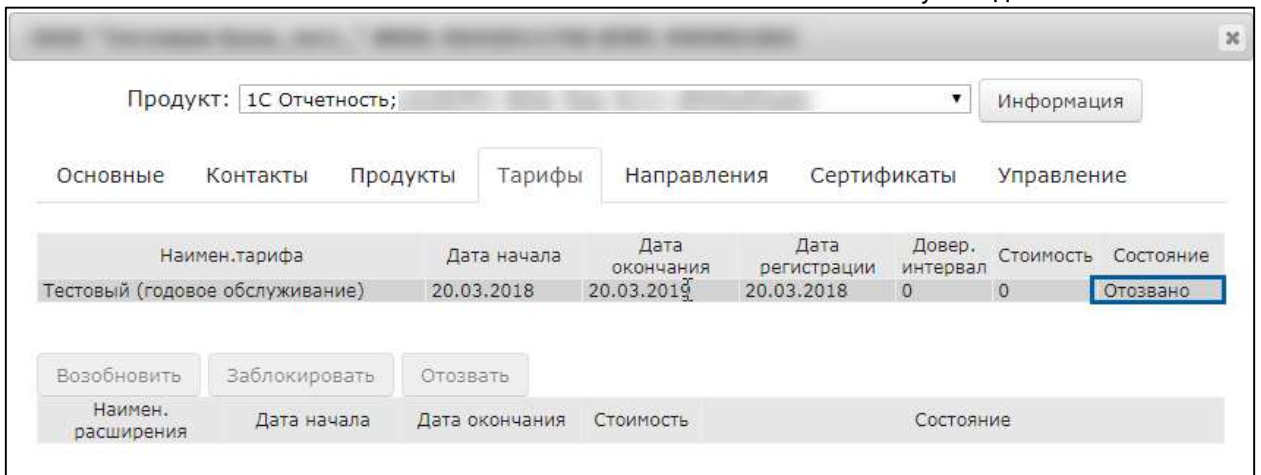 Продукт: 1С Отчетность; Информация
Основные Контакты Продукты Тарифы Направления Сертификаты Управление
Наимен.тарифа Дата начала Дата окончания Дата регистрации Довер. интервал Стоимость Состояние
Тестовый (годовое обслуживание) 20.03.2018 20.03.2019 20.03.2018 0 0 Отозвано
Возобновить Заблокировать Отозвать
Наимен. расширения Дата начала Дата окончания Стоимость Состояние